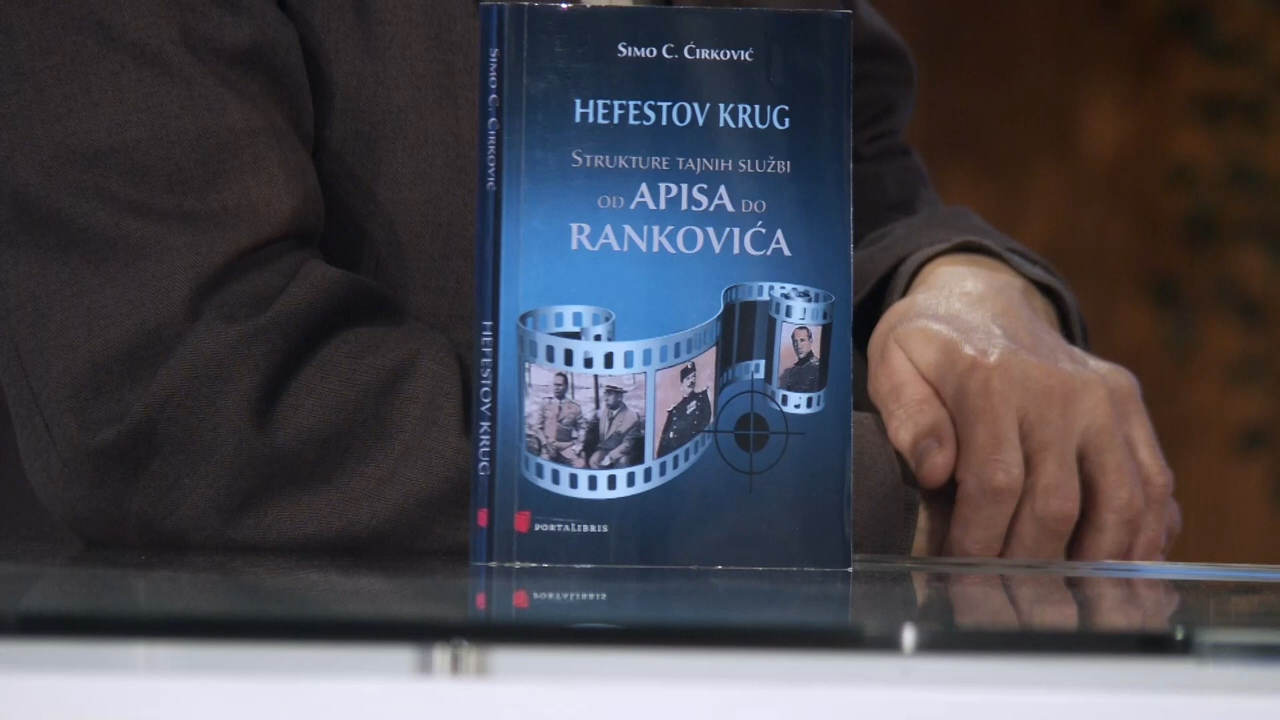 SIMO C. ĆIRKOVIĆ
HEFESTOV KRUG
STRUKTURE TAJNIH SLUŽBI
OD APISA DO
RANKOVIĆA
PORTALIBRIS
SIMO C. ĆIRKOVIĆ
HEFESTOV KRUG